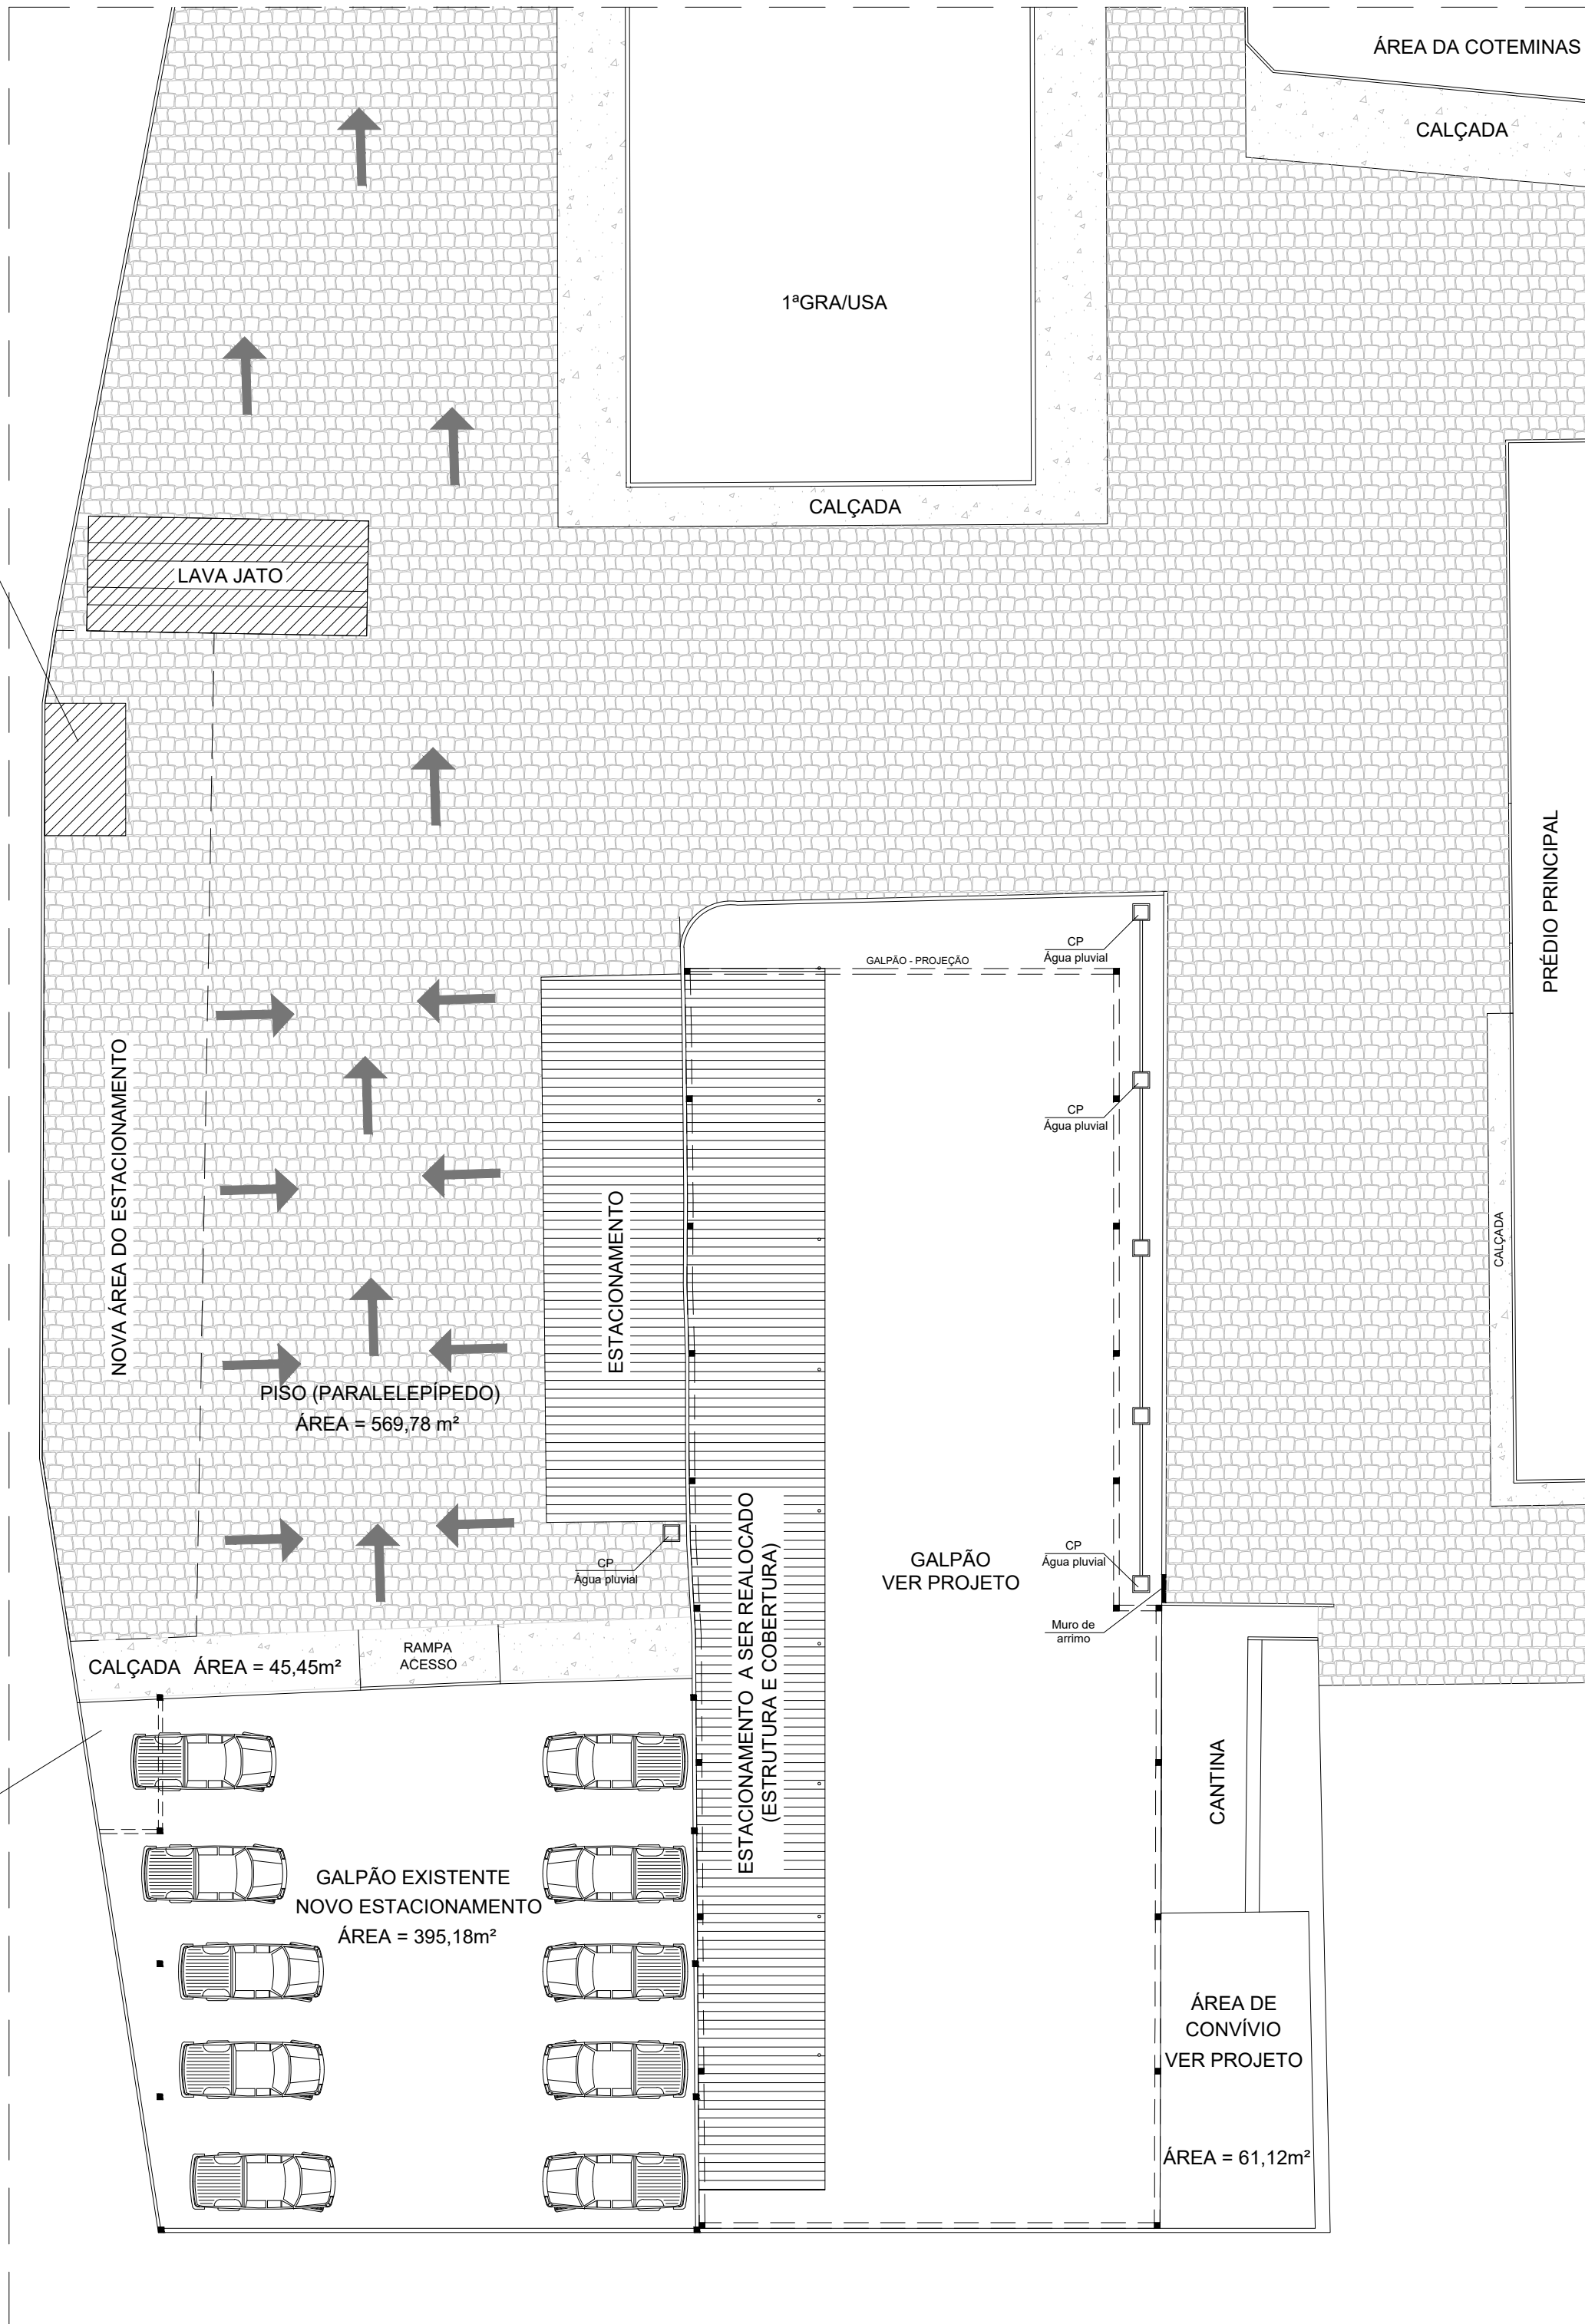 ÁREA DA COTEMINAS
CALÇADA
1ªGRA/USA
CALÇADA
LAVA JATO
PRÉDIO PRINCIPAL
CP
Água pluvial
GALPÃO - PROJEÇÃO
NOVA ÁREA DO ESTACIONAMENTO
CP
Água pluvial
ESTACIONAMENTO
CALÇADA
PISO (PARALELEPÍPEDO)
ÁREA = 569,78 m²
CP
Água pluvial
ESTACIONAMENTO A SER REALOCADO
(ESTRUTURA E COBERTURA)
GALPÃO
VER PROJETO
CP
Água pluvial
Muro de
arrimo
CALÇADA ÁREA = 45,45m²
RAMPA
ACESSO
CANTINA
GALPÃO EXISTENTE
NOVO ESTACIONAMENTO
ÁREA = 395,18m²
ÁREA DE
CONVÍVIO
VER PROJETO
ÁREA = 61,12m²